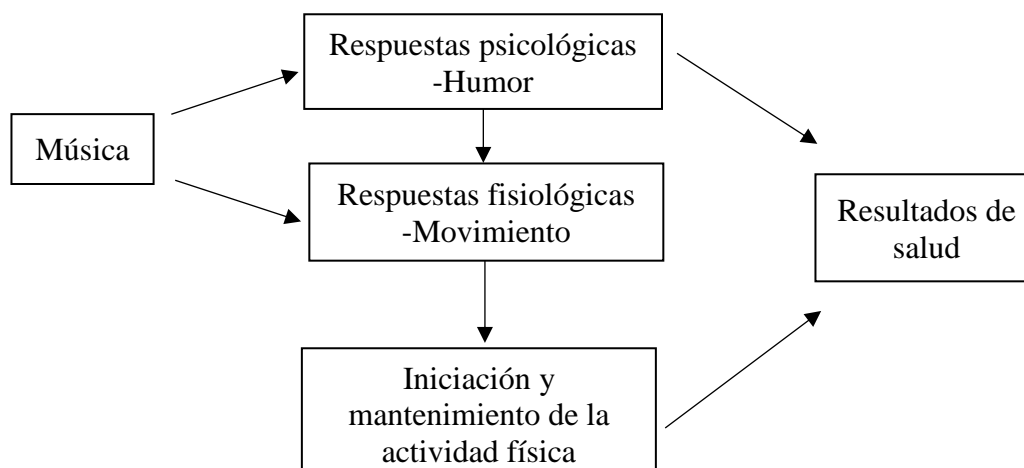 Respuestas psicológicas
-Humor
Música
Respuestas fisiológicas
-Movimiento
Resultados de
salud
Iniciación y
mantenimiento de la
actividad física